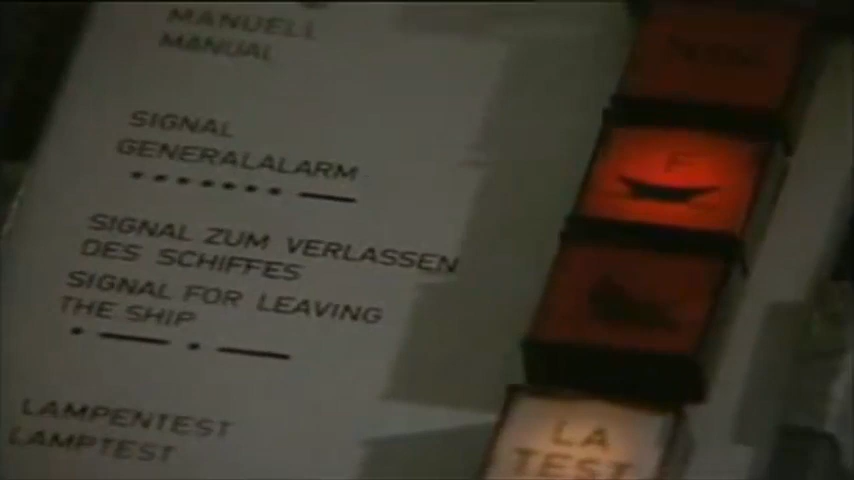 MANUELL
MANUAL
SIGNAL
GENERALALARM
SIGNAL ZUM VERLASSEN
DES SCHIFFES
SIGNAL FOR LEAVING
THE SHIP
LAMPENTEST
LAMPTEST
LA
TEST